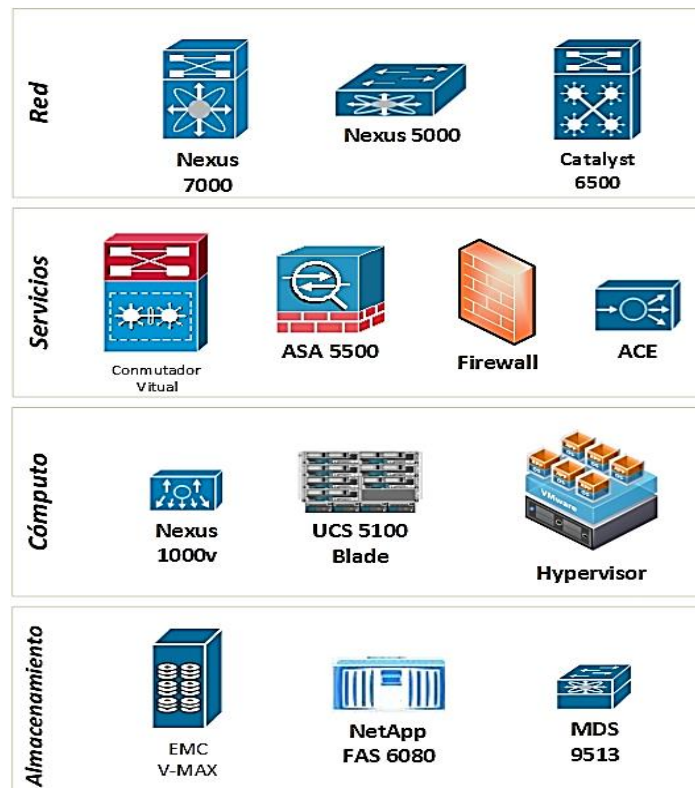 Red
Nexus
7000
Nexus 5000
Catalyst
6500
Servicios
Conmutador
Vitual
ASA 5500
Firewall
ACE
Cómputo
Nexus
1000v
UCS 5100
Blade
VMware
Hypervisor
Almacenamiento
EMC
V-MAX
NetApp
FAS 6080
MDS
9513